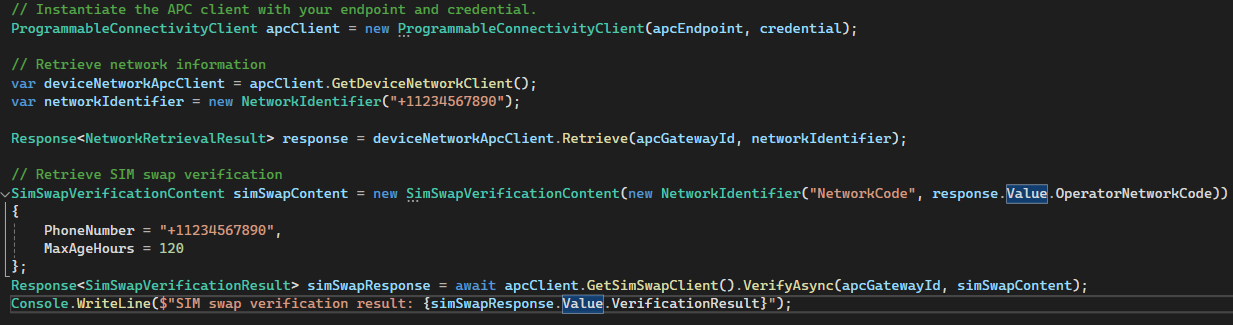 // Instantiate the APC client with your endpoint and credential.
ProgrammableConnectivityClient apcClient = new ProgrammableConnectivityClient(apcEndpoint, credential);
// Retrieve network information
var deviceNetworkApcClient = apcClient.GetDeviceNetworkClient();
var networkIdentifier = new NetworkIdentifier("+11234567890");
Response<NetworkRetrievalResult> response = deviceNetworkApcClient.Retrieve(apcGatewayId, networkIdentifier);
// Retrieve SIM swap verification
SimSwapVerificationContent simSwapContent = new SimSwapVerificationContent(new NetworkIdentifier("NetworkCode", response.Value.OperatorNetworkCode))
{
    PhoneNumber = "+11234567890",
    MaxAgeHours = 120
};
Response<SimSwapVerificationResult> simSwapResponse = await apcClient.GetSimSwapClient().VerifyAsync(apcGatewayId, simSwapContent);
Console.WriteLine($"SIM swap verification result: {simSwapResponse.Value.VerificationResult}");